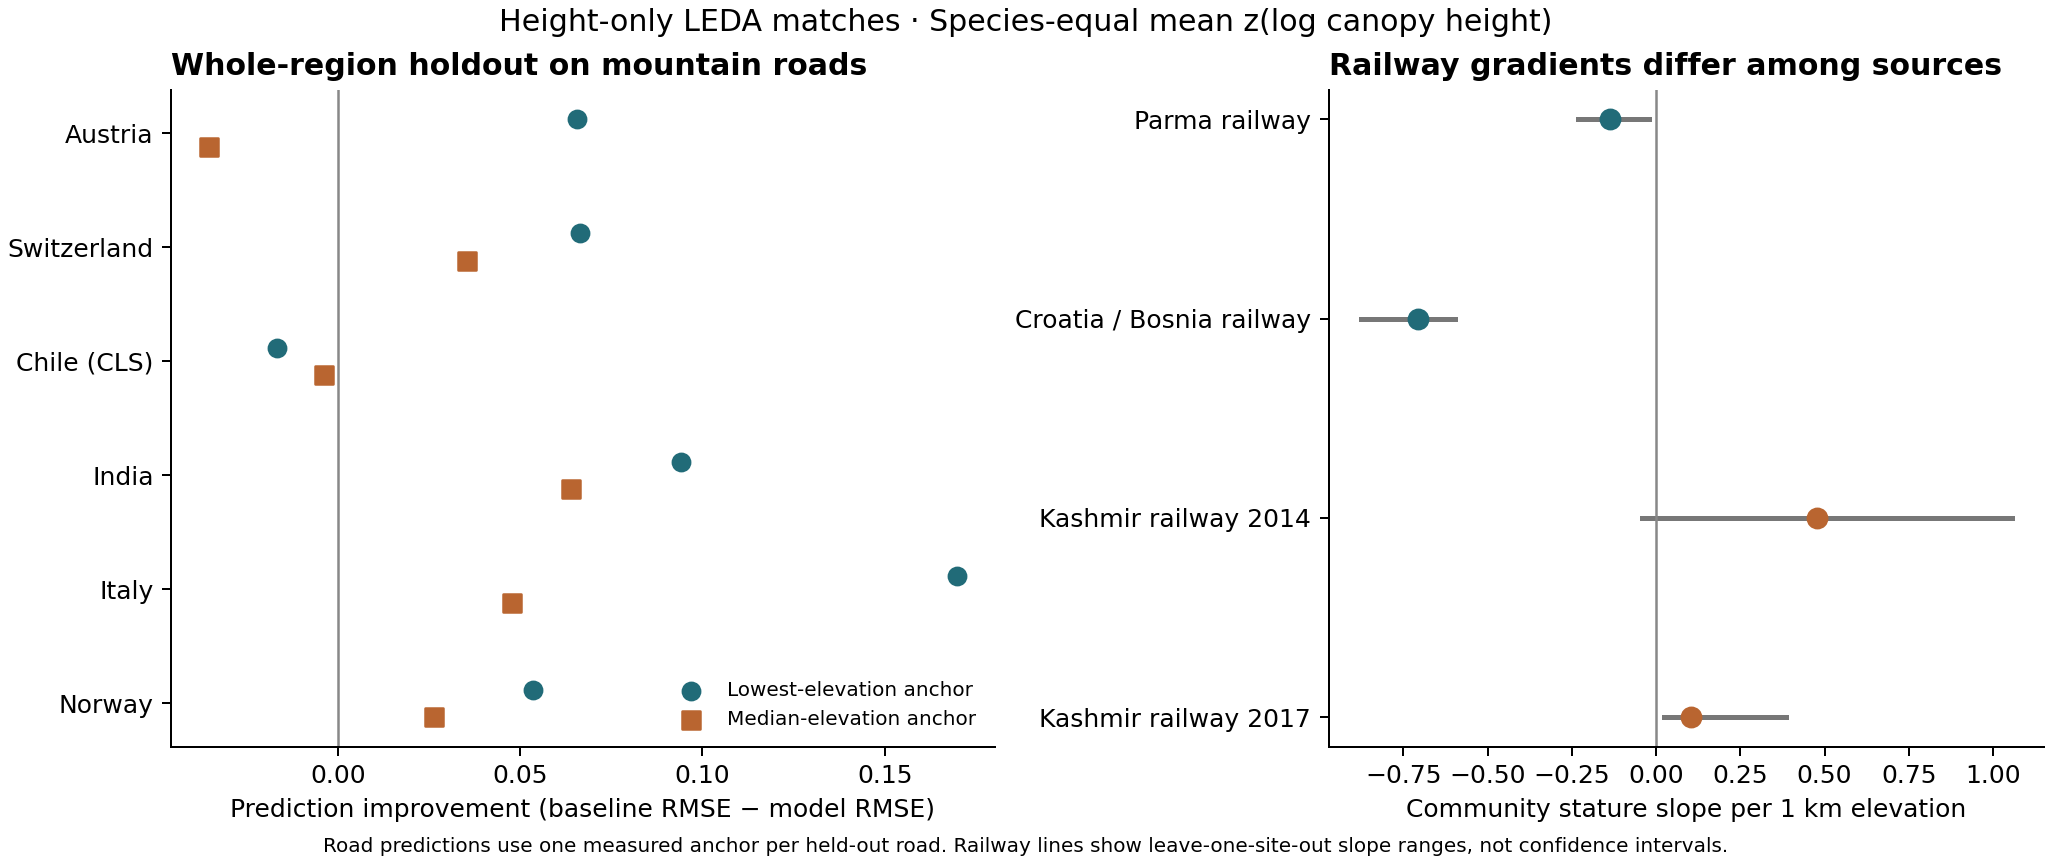 Height-only LEDA matches · Species-equal mean z(log canopy height)
Whole-region holdout on mountain roads
Austria
Switzerland
Chile (CLS)
India
Italy
Norway
Lowest-elevation anchor
Median-elevation anchor
0.00 0.05 0.10 0.15
Prediction improvement (baseline RMSE − model RMSE)
Railway gradients differ among sources
Parma railway
Croatia / Bosnia railway
Kashmir railway 2014
Kashmir railway 2017
−0.75 −0.50 −0.25 0.00 0.25 0.50 0.75 1.00
Community stature slope per 1 km elevation
Road predictions use one measured anchor per held-out road. Railway lines show leave-one-site-out slope ranges, not confidence intervals.